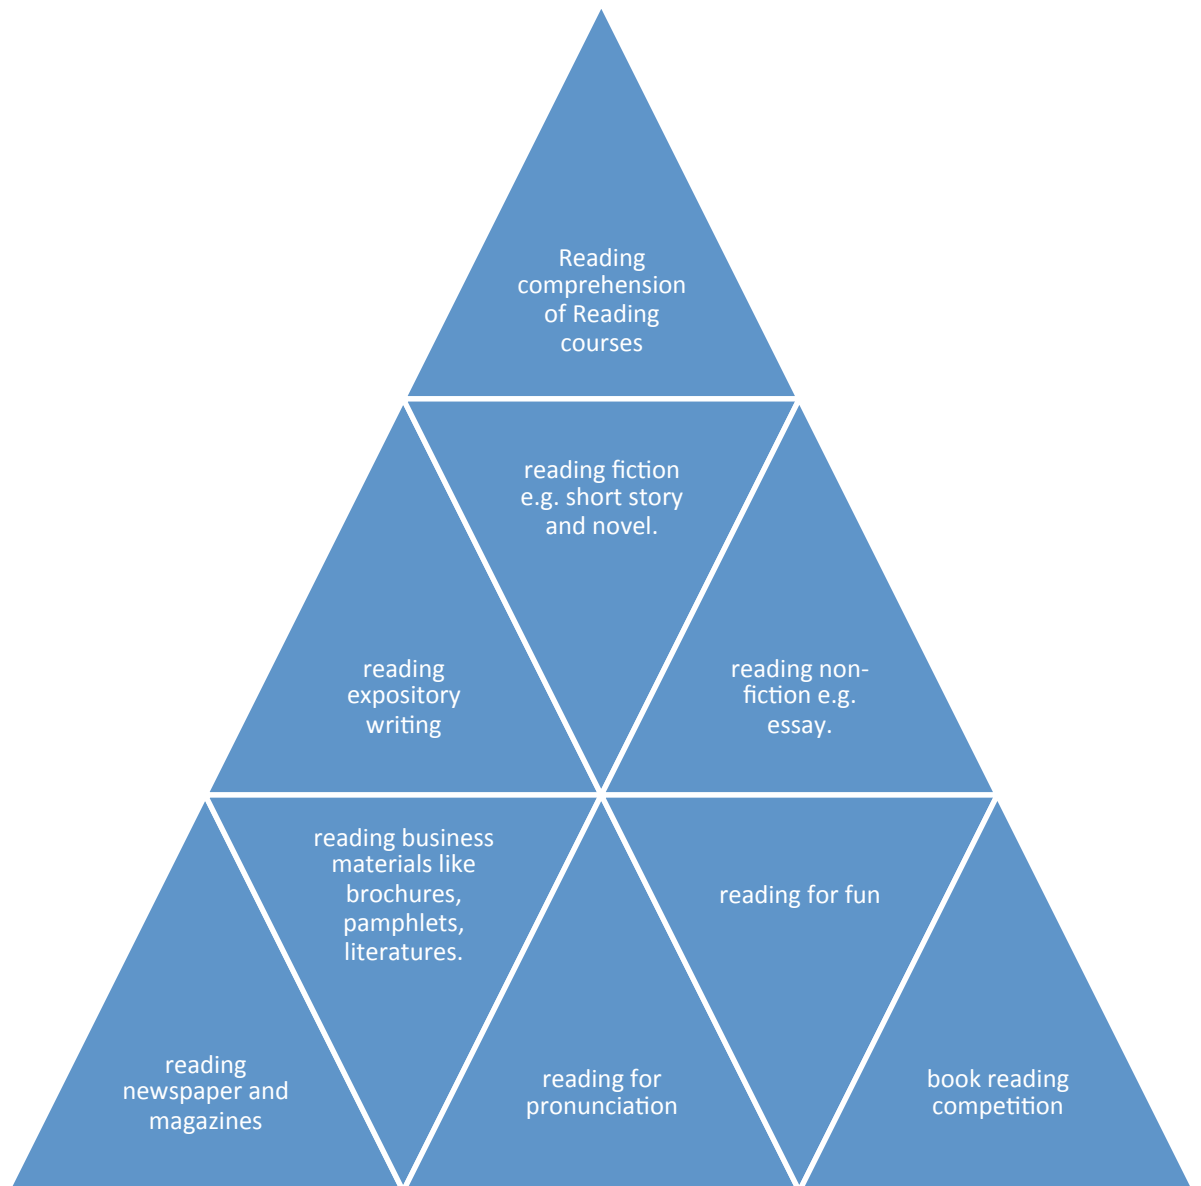 Reading
comprehension
of Reading
courses
reading fiction
e.g. short story
and novel.
reading
expository
writing
reading non-
fiction e.g.
essay.
reading business
materials like
brochures,
pamphlets,
literatures.
reading for fun
reading
newspaper and
magazines
reading for
pronunciation
book reading
competition